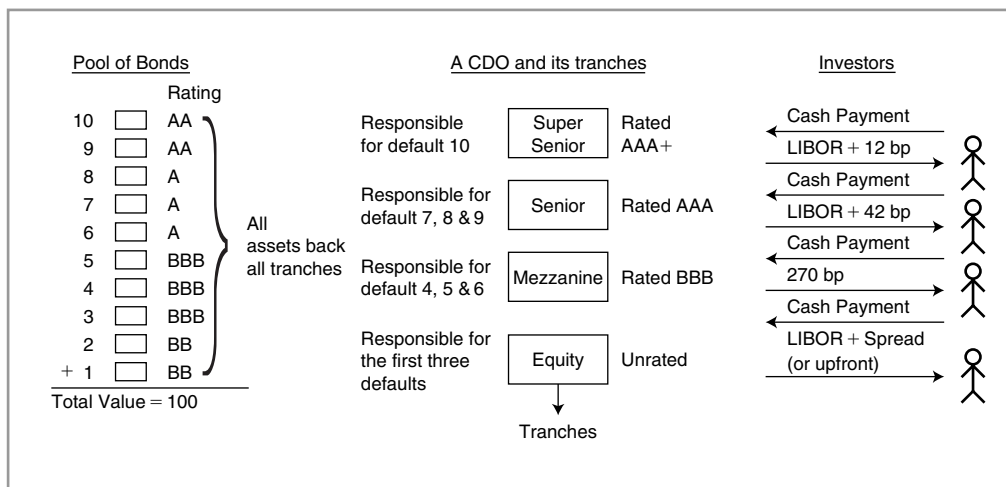 Pool of Bonds
Rating
10 AA
9 AA
8 A
7 A
6 A
5 BBB
4 BBB
3 BBB
2 BB
+ 1 BB
Total Value = 100
All
assets back
all tranches
A CDO and its tranches
Responsible
for default 10
Super
Senior
Rated
AAA+
Responsible for
default 7, 8 & 9
Senior
Rated AAA
Responsible for
default 4, 5 & 6
Mezzanine
Rated BBB
Responsible for
the first three
defaults
Equity
Unrated
Tranches
Investors
Cash Payment
LIBOR + 12 bp
Cash Payment
LIBOR + 42 bp
Cash Payment
270 bp
Cash Payment
LIBOR + Spread
(or upfront)